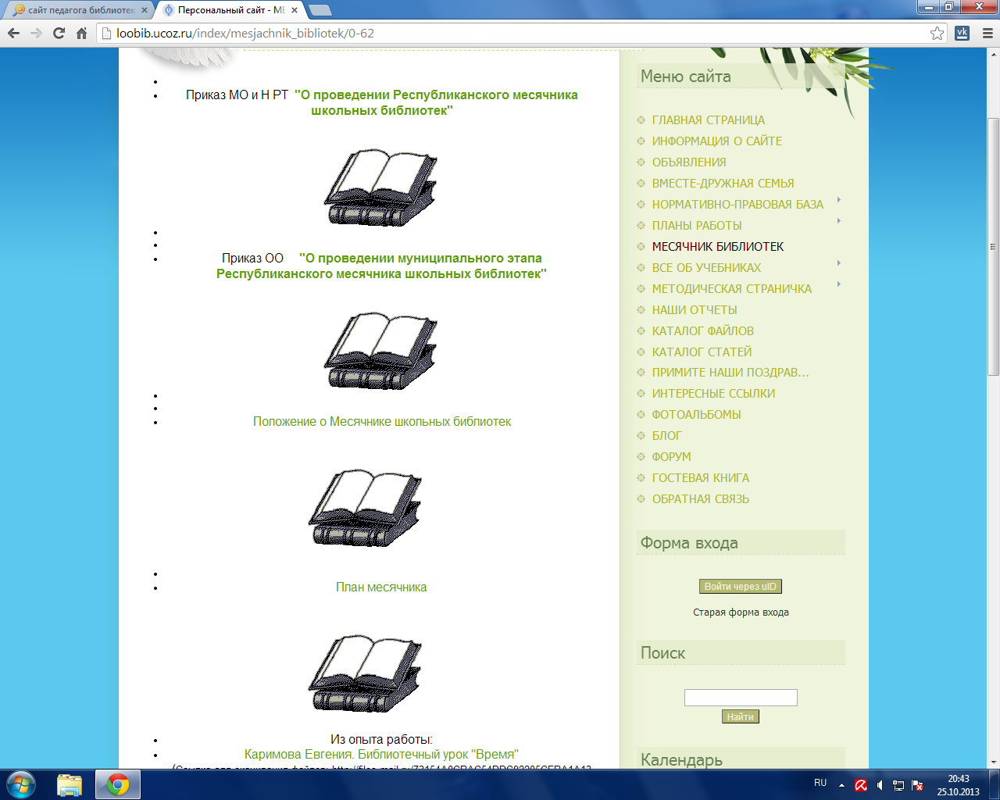 сайт педагога библиотек
Персональный сайт - МЕ
loobib.ucoz.ru/index/mesjachnik_bibliotek/0-62
Приказ МО и Н РТ "О проведении Республиканского месячника
школьных библиотек"
Приказ ОО "О проведении муниципального этапа
Республиканского месячника школьных библиотек"
Положение о Месячнике школьных библиотек
План месячника
Из опыта работы:
Каримова Евгения. Библиотечный урок "Время"
Меню сайта
ГЛАВНАЯ СТРАНИЦА
ИНФОРМАЦИЯ О САЙТЕ
ОБЪЯВЛЕНИЯ
ВМЕСТЕ-ДРУЖНАЯ СЕМЬЯ
НОРМАТИВНО-ПРАВОВАЯ БАЗА
ПЛАНЫ РАБОТЫ
МЕСЯЧНИК БИБЛИОТЕК
ВСЕ ОБ УЧЕБНИКАХ
МЕТОДИЧЕСКАЯ СТРАНИЧКА
НАШИ ОТЧЕТЫ
КАТАЛОГ ФАЙЛОВ
КАТАЛОГ СТАТЕЙ
ПРИМИТЕ НАШИ ПОЗДРАВ...
ИНТЕРЕСНЫЕ ССЫЛКИ
ФОТОАЛЬБОМЫ
БЛОГ
ФОРУМ
ГОСТЕВАЯ КНИГА
ОБРАТНАЯ СВЯЗЬ
Форма входа
Войти через uID
Старая форма входа
Поиск
Найти
Календарь
RU
20:43
25.10.2013